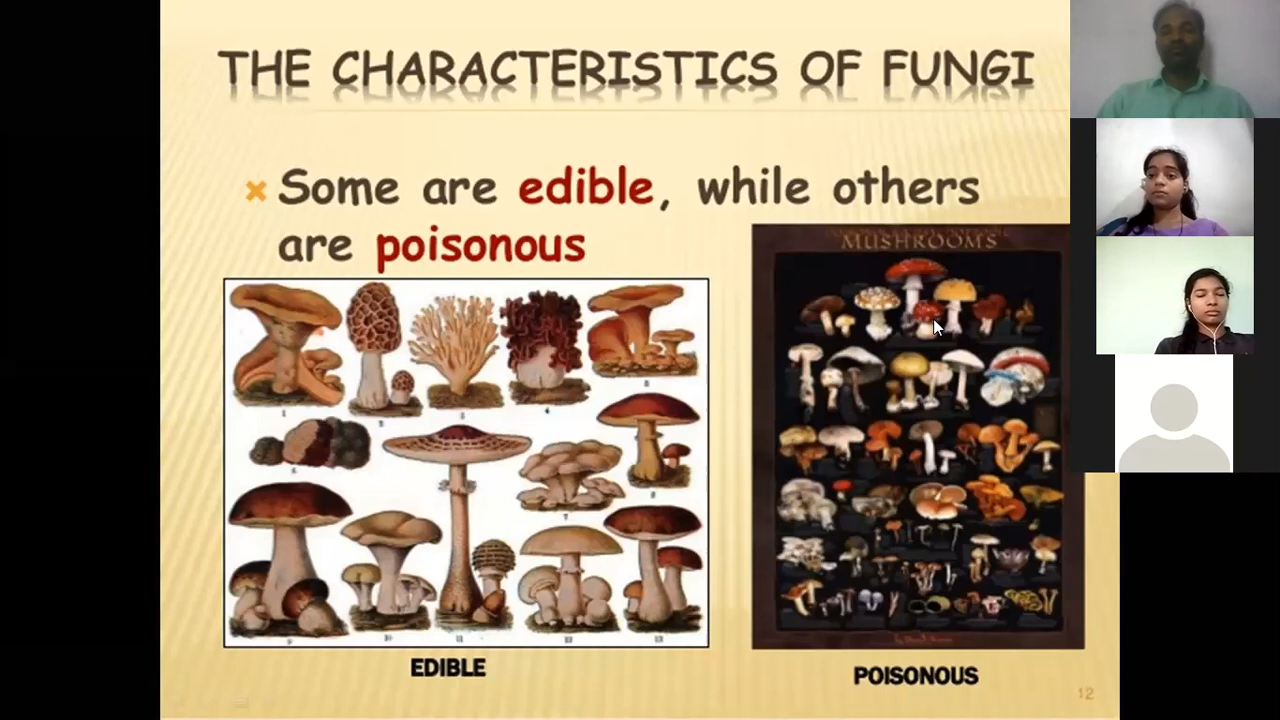 THE CHARACTERISTICS OF FUNGI
Some are edible, while others
are poisonous
MUSHROOMS
EDIBLE
POISONOUS
12